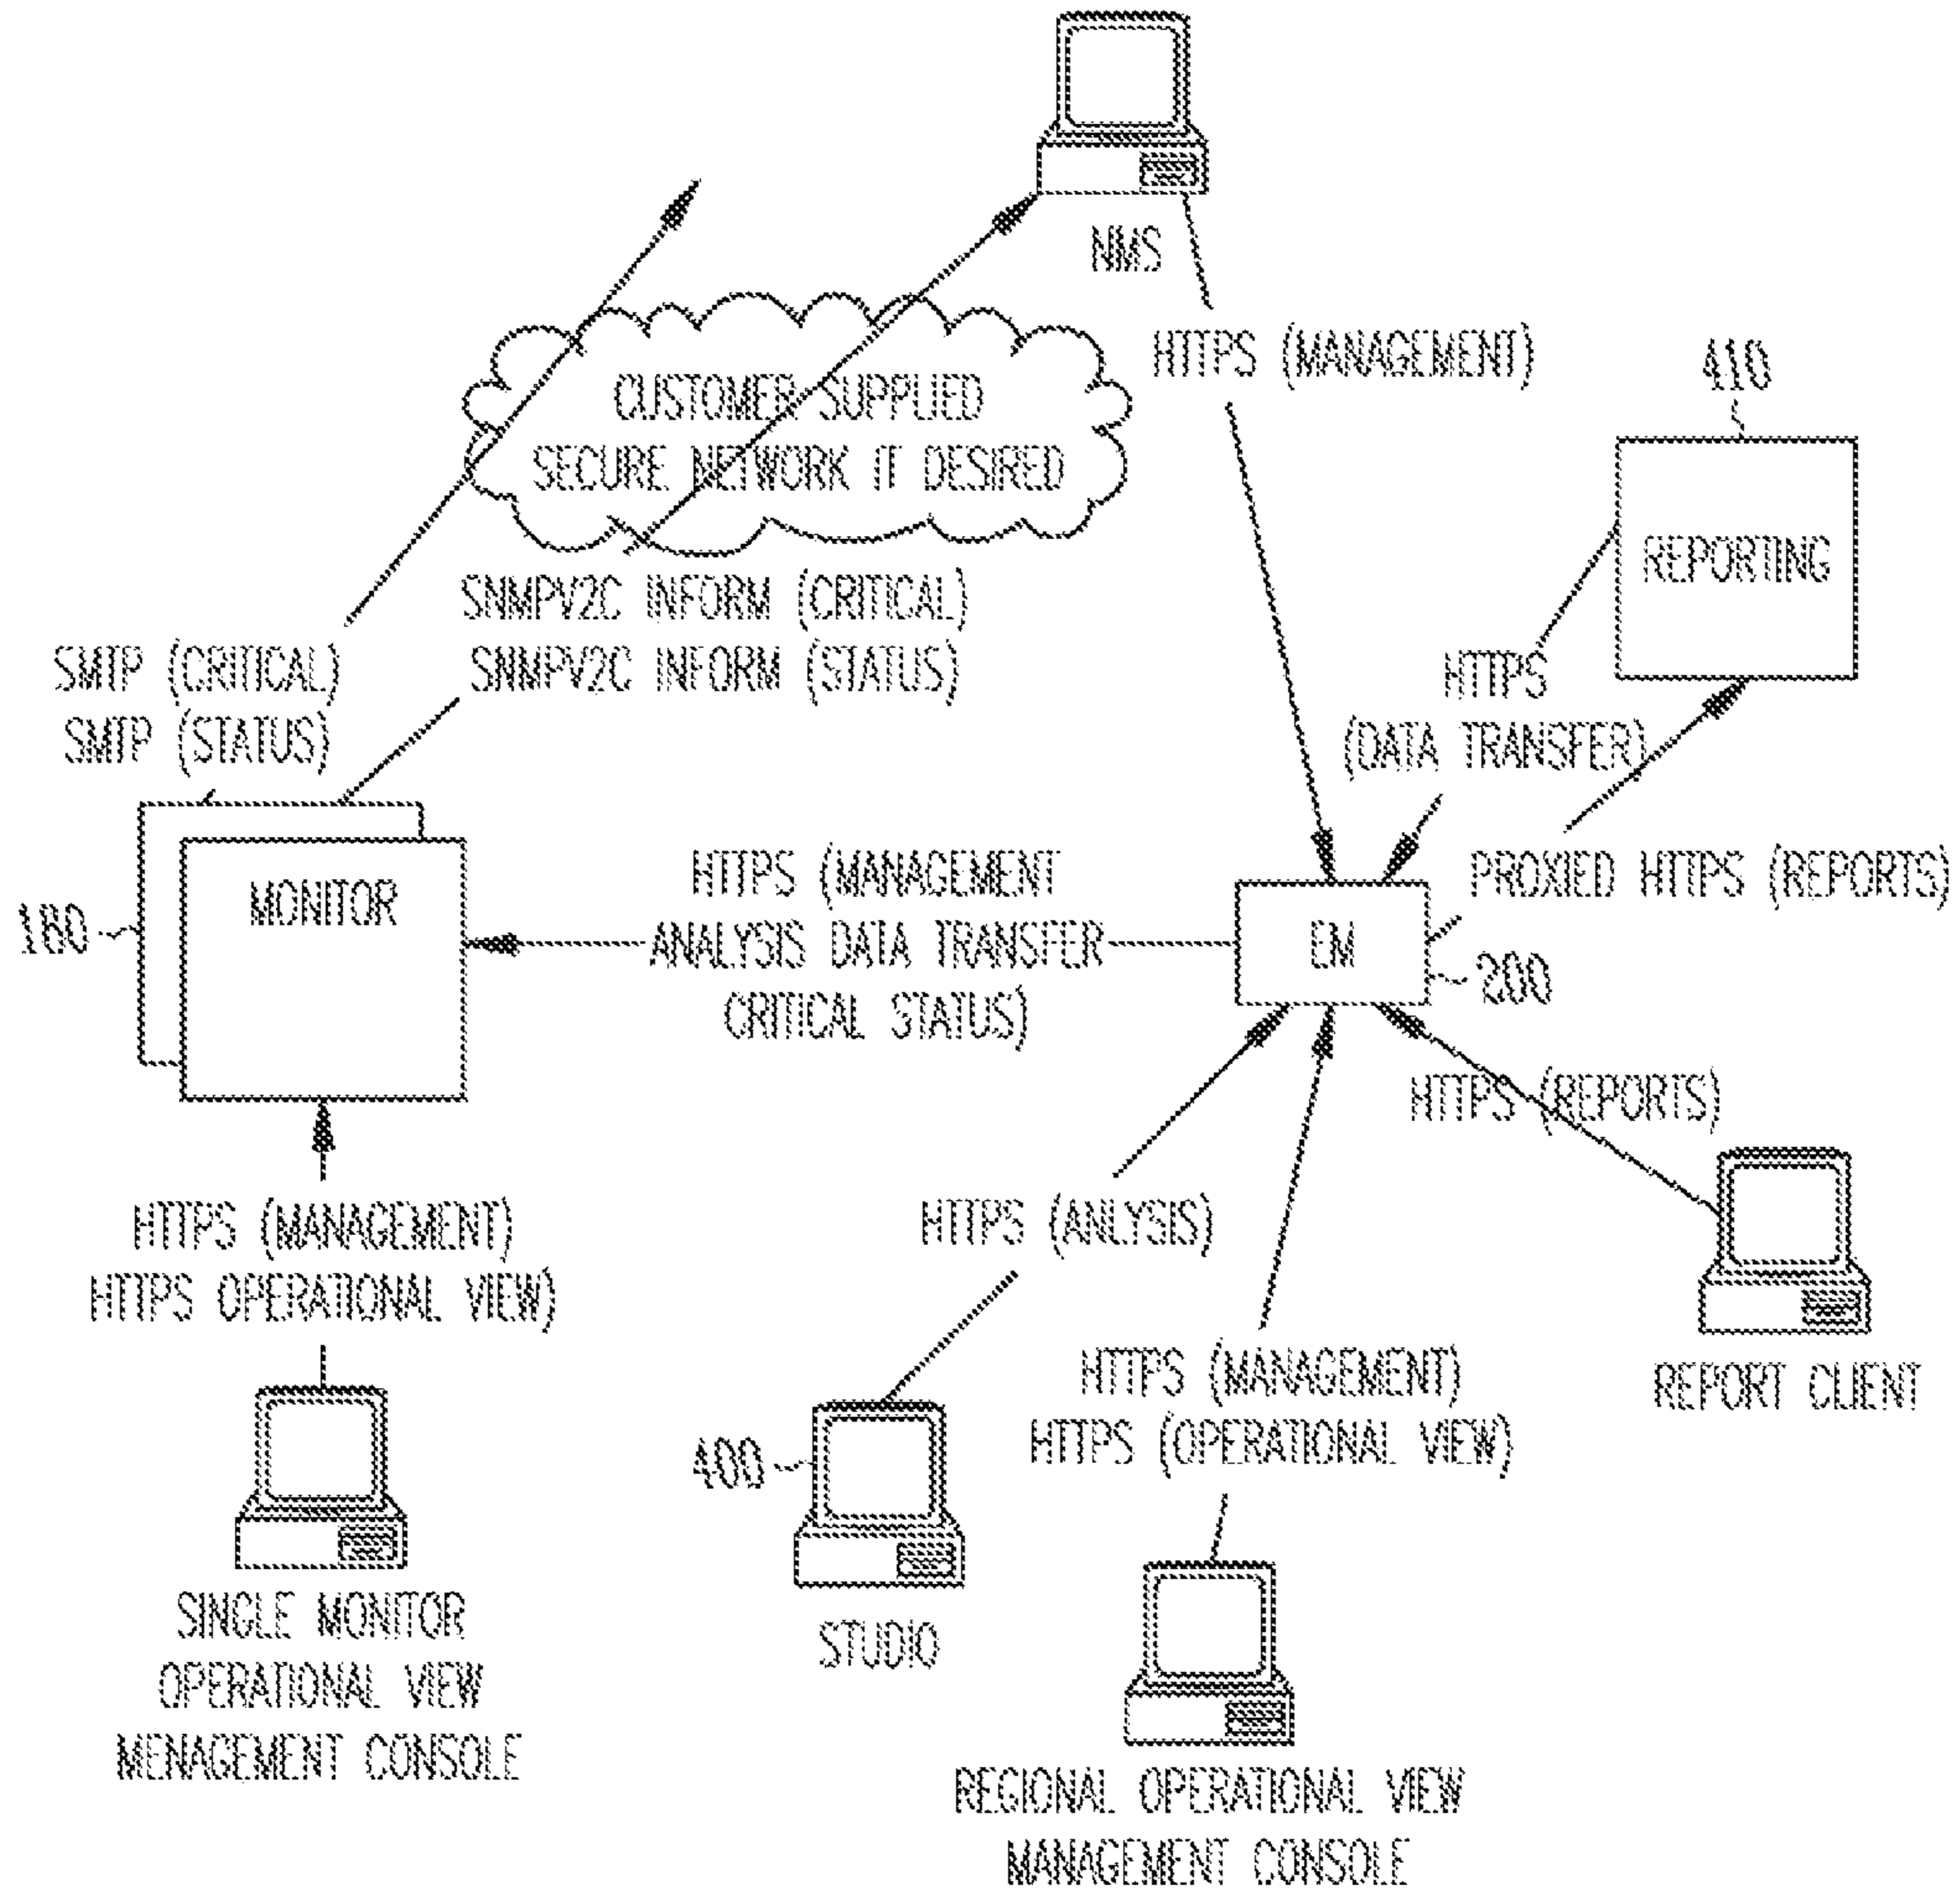 NMS
HTTPS (MANAGEMENT)
CUSTOMER SUPPLIED
SECURE NETWORK IT DESIRED
410
REPORTING
SNMPV2C INFORM (CRITICAL)
SNMPV2C INFORM (STATUS)
SMTP (CRITICAL)
SMTP (STATUS)
HTTPS
(DATA TRANSFER)
PROXIED HTTPS (REPORTS)
MONITOR
180
HTTPS (MANAGEMENT
ANALYSIS DATA TRANSFER
CRITICAL STATUS)
EM
200
HTTPS (REPORTS)
HTTPS (MANAGEMENT)
HTTPS OPERATIONAL VIEW)
HTTPS (ANLYSIS)
HTTPS (MANAGEMENT)
HTTPS (OPERATIONAL VIEW)
REPORT CLIENT
400
SINGLE MONITOR
OPERATIONAL VIEW
MENAGEMENT CONSOLE
STUDIO
REGIONAL OPERATIONAL VIEW
MANAGEMENT CONSOLE